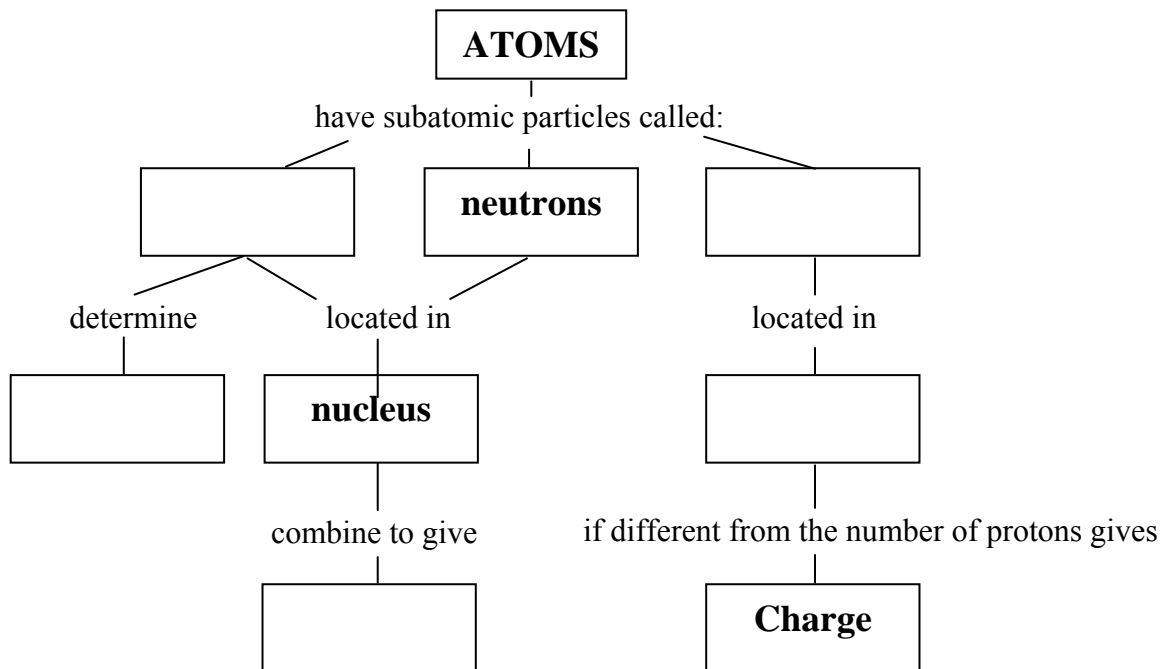 ATOMS
have subatomic particles called:
neutrons
determine
located in
located in
nucleus
combine to give
if different from the number of protons gives
Charge